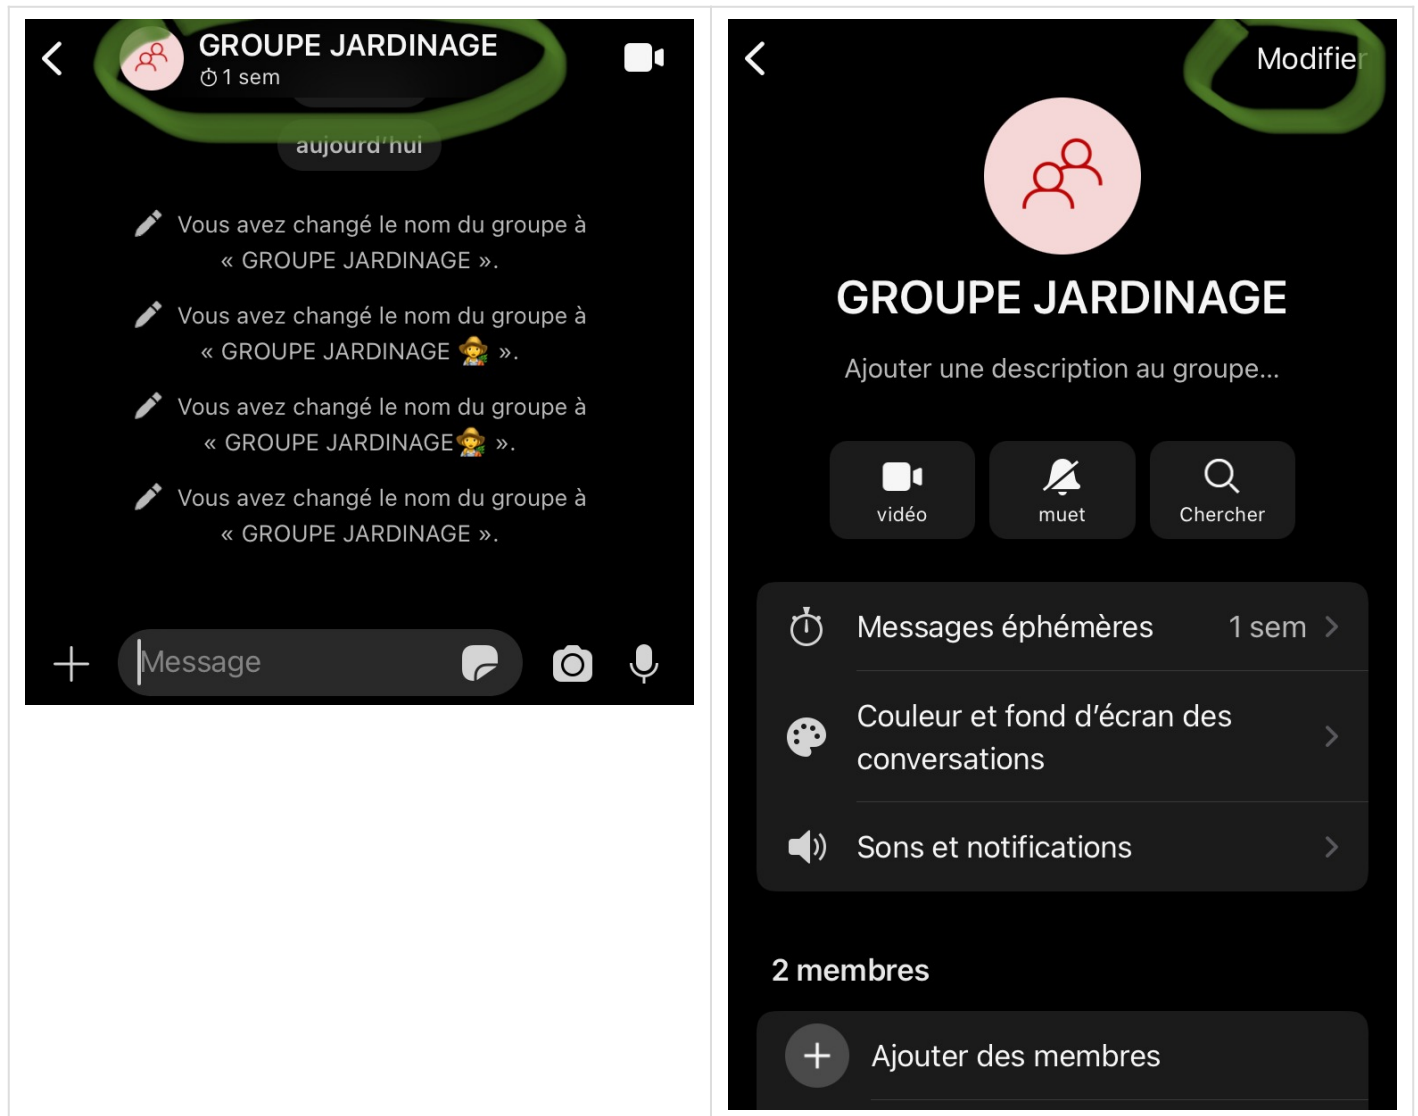 GROUPE JARDINAGE
1 sem
aujourd'hui
Vous avez changé le nom du groupe à
« GROUPE JARDINAGE ».
Vous avez changé le nom du groupe à
« GROUPE JARDINAGE 🧑‍🌾 ».
Vous avez changé le nom du groupe à
« GROUPE JARDINAGE🧑‍🌾 ».
Vous avez changé le nom du groupe à
« GROUPE JARDINAGE ».
Message
Modifier
GROUPE JARDINAGE
Ajouter une description au groupe...
vidéo
muet
Chercher
Messages éphémères 1 sem
Couleur et fond d’écran des
conversations
Sons et notifications
2 membres
Ajouter des membres